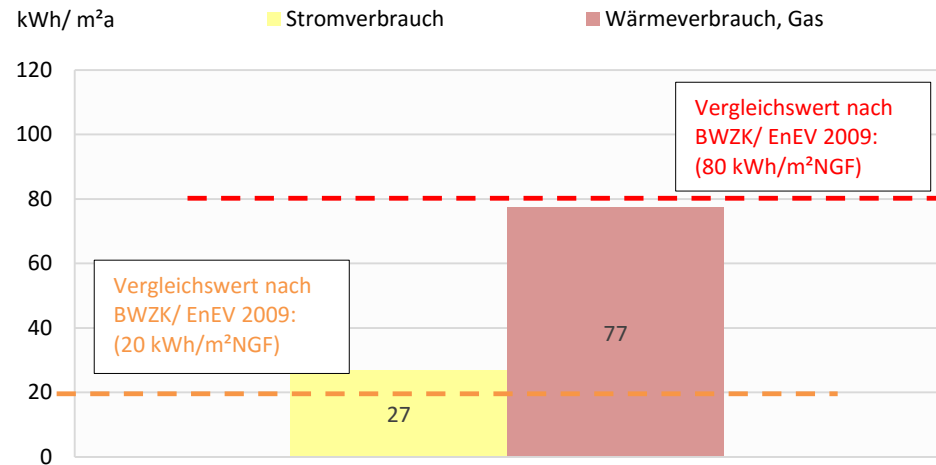 kWh/ m²a
Stromverbrauch
Wärmeverbrauch, Gas
120
100
80
60
40
20
0
Vergleichswert nach
BWZK/ EnEV 2009:
(80 kWh/m²NGF)
Vergleichswert nach
BWZK/ EnEV 2009:
(20 kWh/m²NGF)
77
27